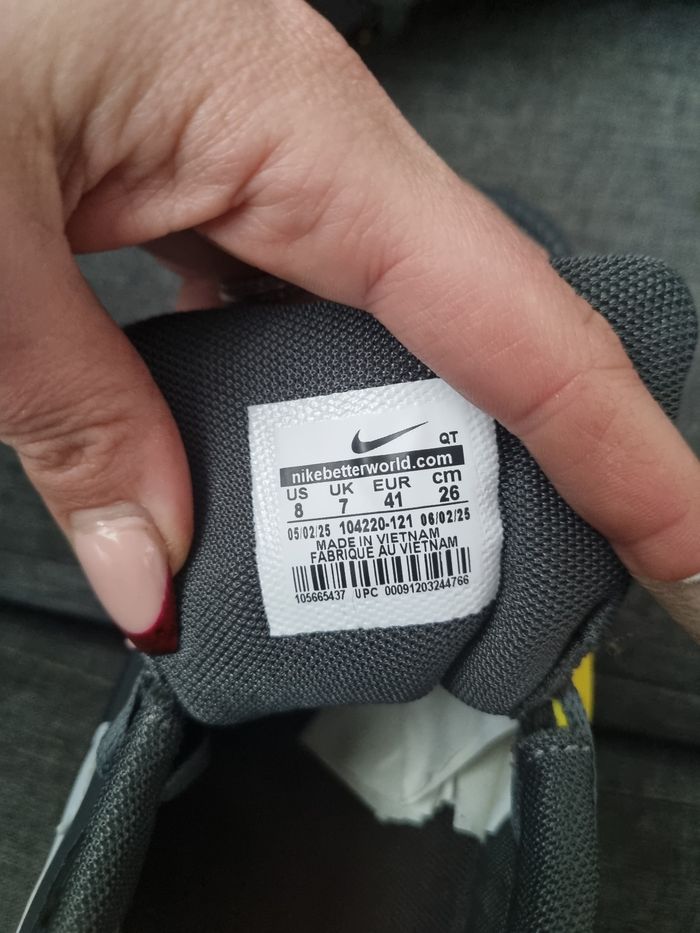 QT
nikebetterworld.com
US UK EUR cm
8 7 41 26
05/02/25 104220-121 06/02/25
MADE IN VIETNAM
FABRIQUE AU VIETNAM
105665437 UPC 00091203244766